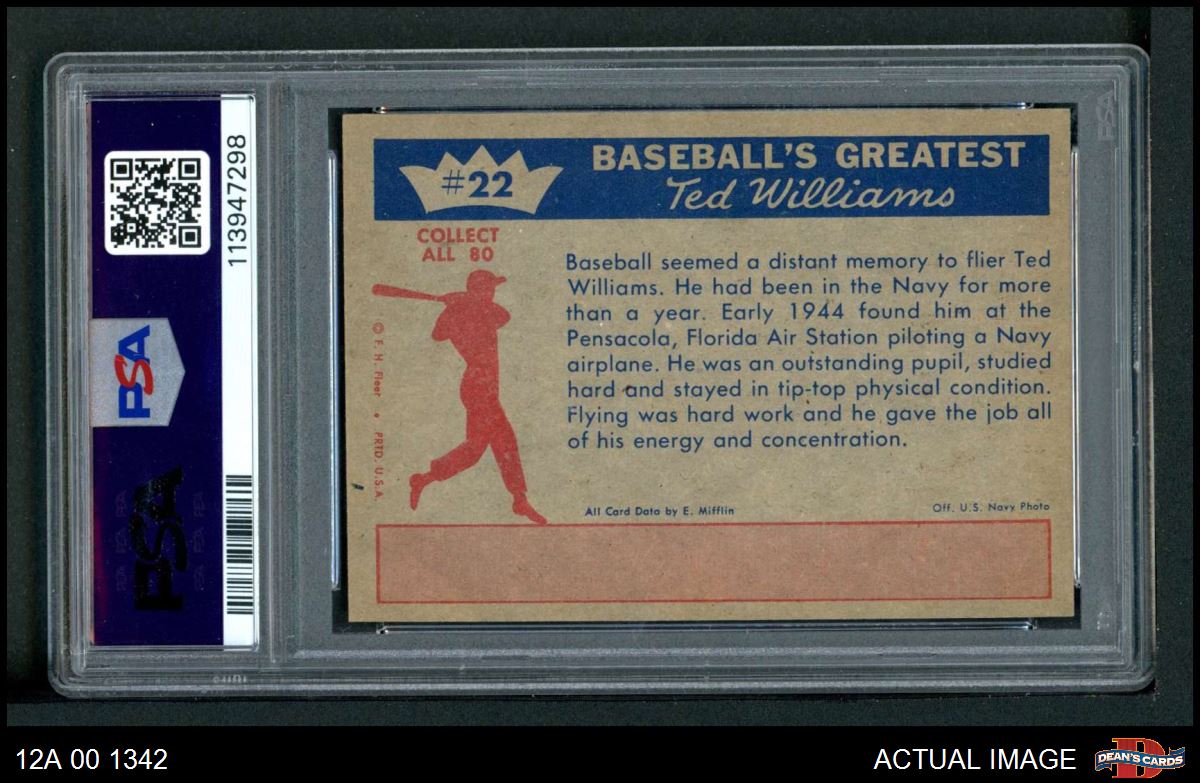 113947298
PSA
PSA
PSA
#22
BASEBALL'S GREATEST
Ted Williams
COLLECT
ALL 80
Baseball seemed a distant memory to flier Ted
Williams. He had been in the Navy for more
than a year. Early 1944 found him at the
Pensacola, Florida Air Station piloting a Navy
airplane. He was an outstanding pupil, studied
hard and stayed in tip-top physical condition.
Flying was hard work and he gave the job all
of his energy and concentration.
© F. H. Fleer • PRTD. U.S.A.
All Card Data by E. Mifflin
Off. U.S. Navy Photo
12A 00 1342
ACTUAL IMAGE
DEAN'S CARDS